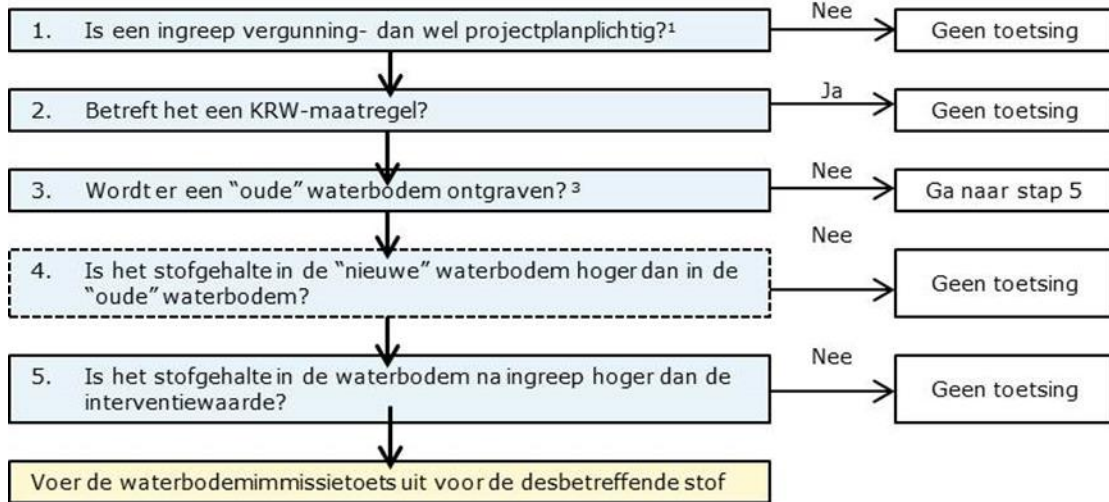 Nee
1. Is een ingreep vergunning- dan wel projectplanplichtig?¹
Geen toetsing
Ja
2. Betreft het een KRW-maatregel?
Geen toetsing
Nee
3. Wordt er een “oude” waterbodem ontgraven? ³
Ga naar stap 5
Nee
4. Is het stofgehalte in de “nieuwe” waterbodem hoger dan in de
“oude” waterbodem?
Geen toetsing
Nee
5. Is het stofgehalte in de waterbodem na ingreep hoger dan de
interventiewaarde?
Geen toetsing
Voer de waterbodemimmissietoets uit voor de desbetreffende stof